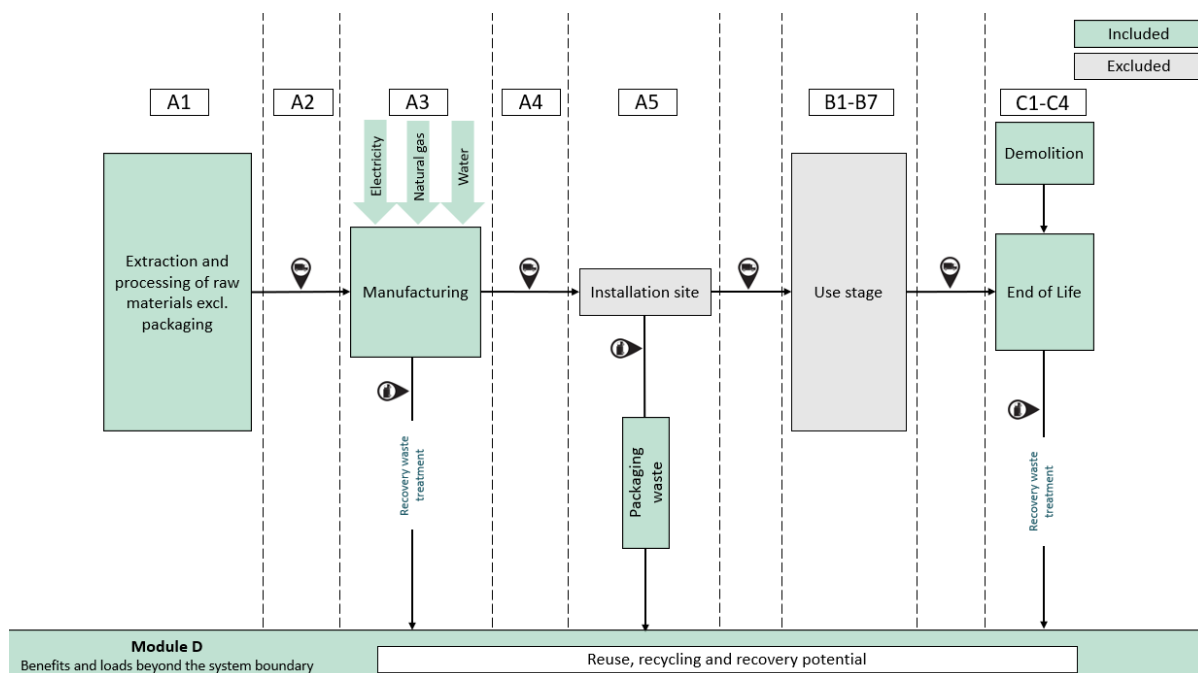 Included
Excluded
A1
A2
A3
A4
A5
B1-B7
C1-C4
Electricity
Natural gas
Water
Demolition
Extraction and
processing of raw
materials excl.
packaging
Manufacturing
Installation site
Use stage
End of Life
Recovery waste
treatment
Packaging
waste
Recovery waste
treatment
Module D
Benefits and loads beyond the system boundary
Reuse, recycling and recovery potential